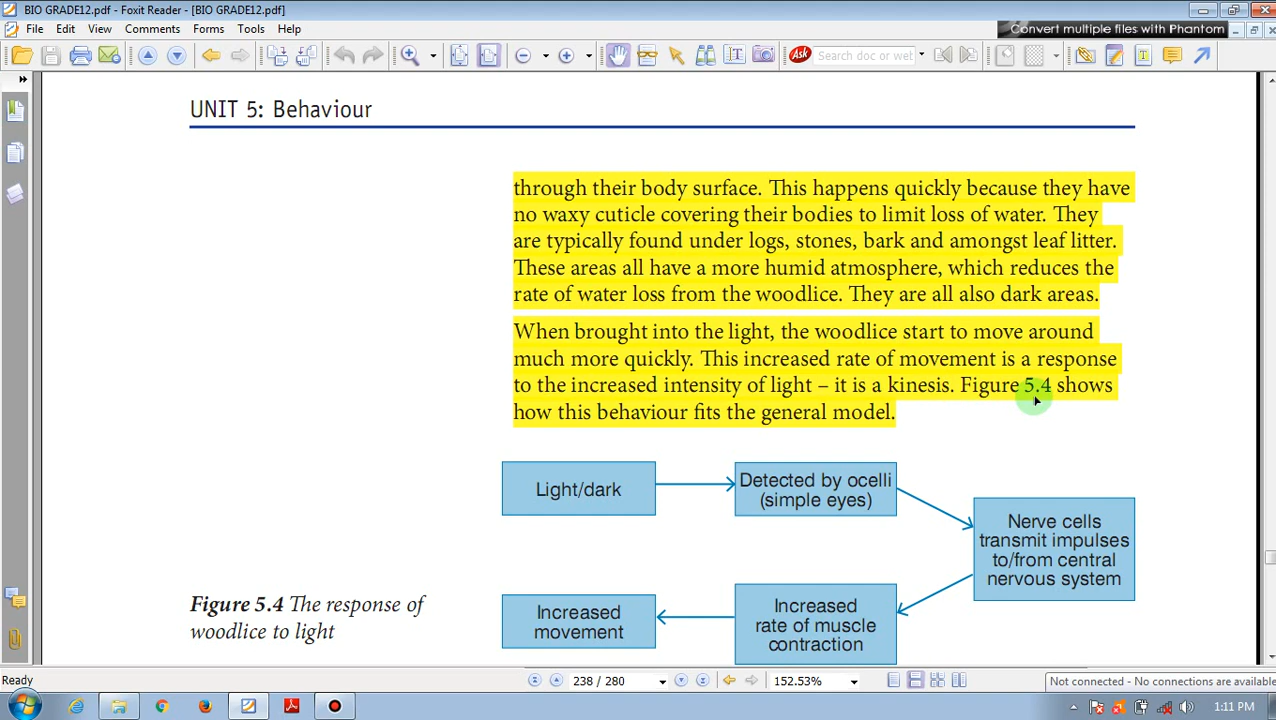 BIO GRADE12.pdf - Foxit Reader - [BIO GRADE12.pdf]
File Edit View Comments Forms Tools Help
Convert multiple files with Phantom
Ask Search doc or wet
UNIT 5: Behaviour
through their body surface. This happens quickly because they have
no waxy cuticle covering their bodies to limit loss of water. They
are typically found under logs, stones, bark and amongst leaf litter.
These areas all have a more humid atmosphere, which reduces the
rate of water loss from the woodlice. They are all also dark areas.
When brought into the light, the woodlice start to move around
much more quickly. This increased rate of movement is a response
to the increased intensity of light – it is a kinesis. Figure 5.4 shows
how this behaviour fits the general model.
Light/dark
Detected by ocelli
(simple eyes)
Nerve cells
transmit impulses
to/from central
nervous system
Increased
rate of muscle
contraction
Increased
movement
Figure 5.4 The response of
woodlice to light
Ready
238 / 280
152.53%
Not connected - No connections are available
1:11 PM